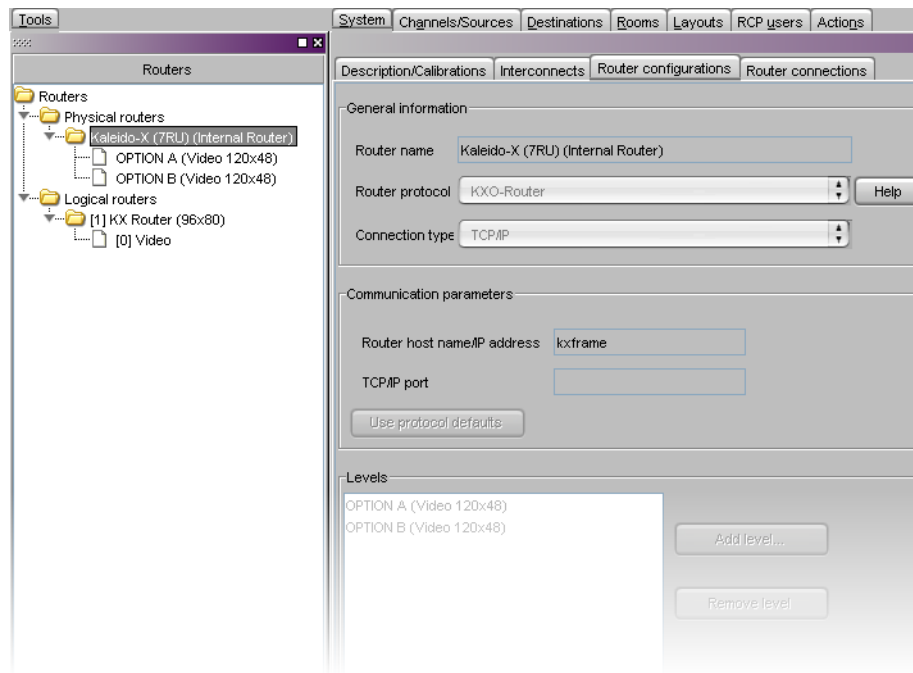 Tools
System Channels/Sources Destinations Rooms Layouts RCP users Actions
Routers
Routers
Physical routers
Kaleido-X (7RU) (Internal Router)
OPTION A (Video 120x48)
OPTION B (Video 120x48)
Logical routers
[1] KX Router (96x80)
[0] Video
Description/Calibrations Interconnects Router configurations Router connections
General information
Router name Kaleido-X (7RU) (Internal Router)
Router protocol KXO-Router Help
Connection type TCP/IP
Communication parameters
Router host name/IP address kxframe
TCP/IP port
Use protocol defaults
Levels
OPTION A (Video 120x48)
OPTION B (Video 120x48)
Add level...
Remove level